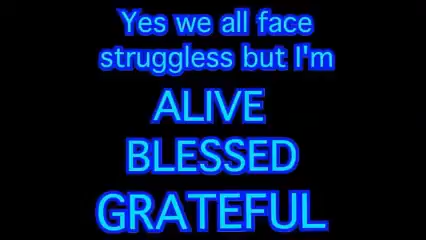 Yes we all face
struggless but I'm
ALIVE
BLESSED
GRATEFUL